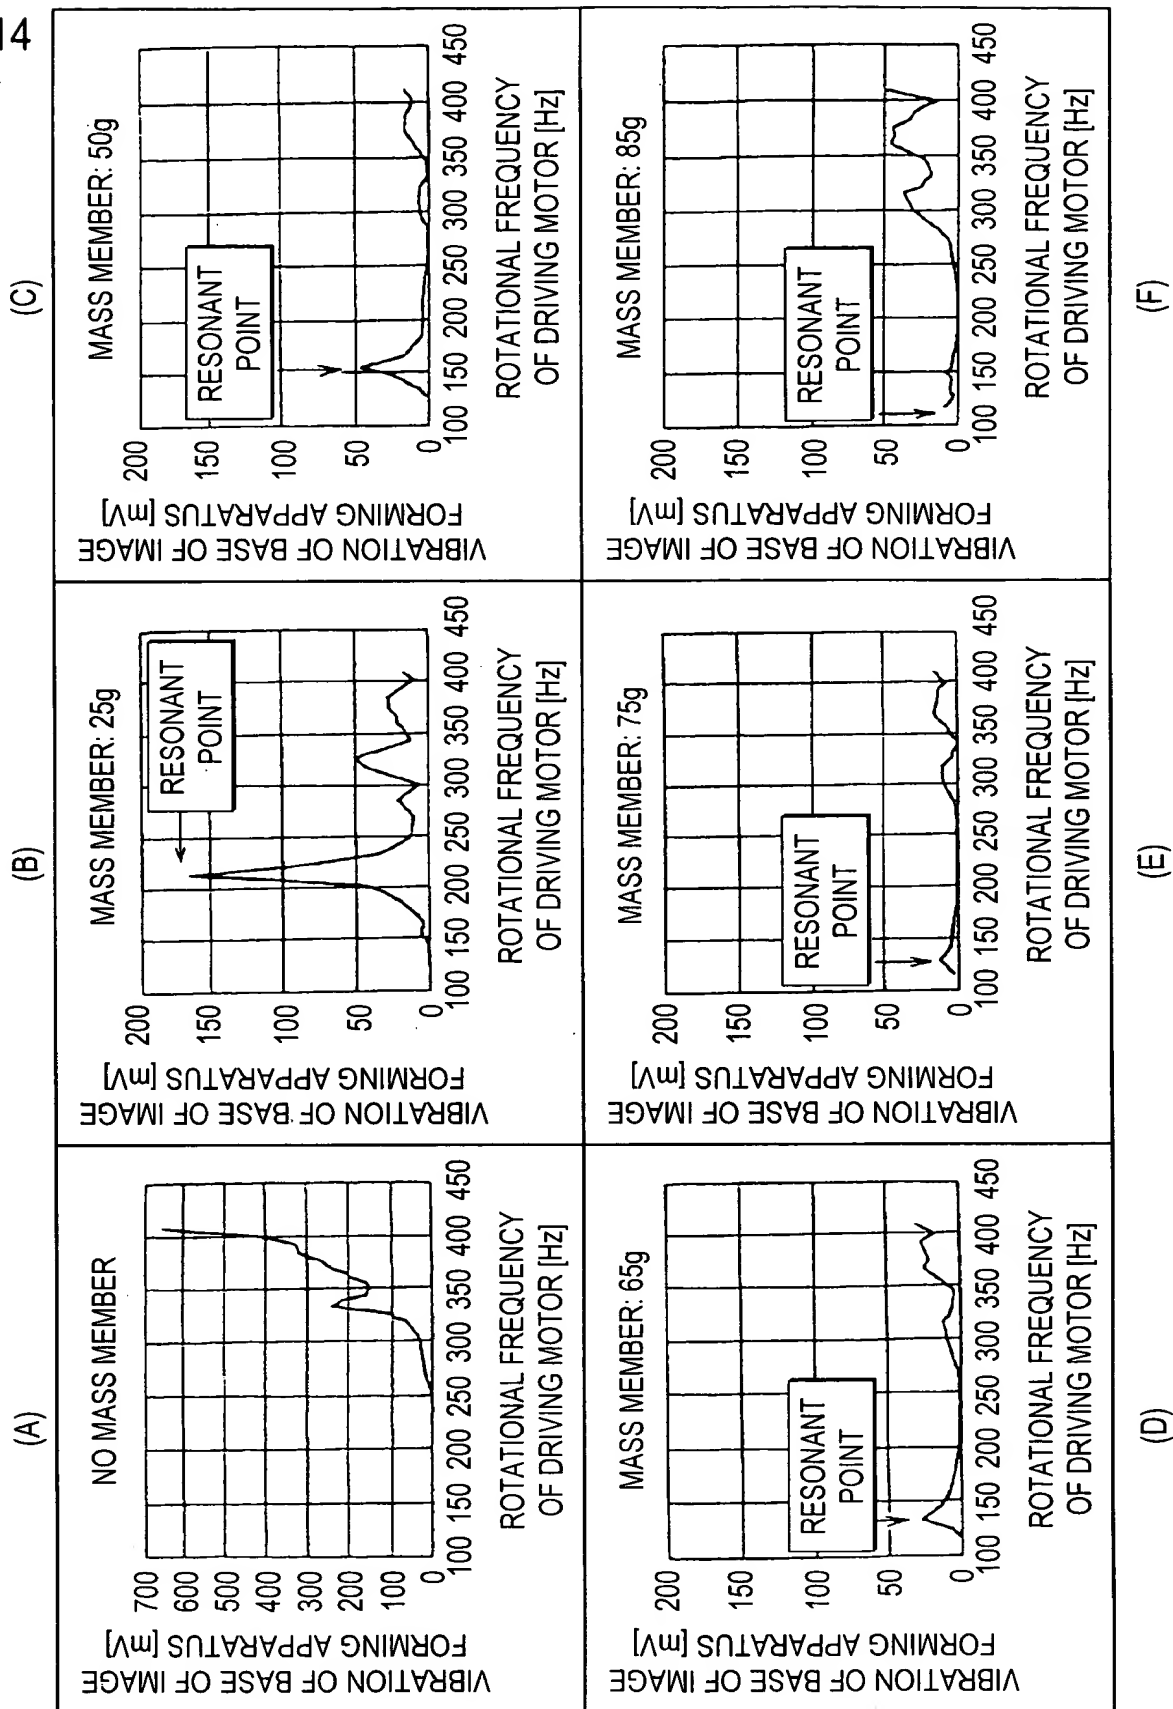 14
(A)
NO MASS MEMBER
VIBRATION OF BASE OF IMAGE
FORMING APPARATUS [mV]
700
600
500
400
300
200
100
0
100 150 200 250 300 350 400 450
ROTATIONAL FREQUENCY
OF DRIVING MOTOR [Hz]
(B)
MASS MEMBER: 25g
VIBRATION OF BASE OF IMAGE
FORMING APPARATUS [mV]
200
150
100
50
0
RESONANT
POINT
100 150 200 250 300 350 400 450
ROTATIONAL FREQUENCY
OF DRIVING MOTOR [Hz]
(C)
MASS MEMBER: 50g
VIBRATION OF BASE OF IMAGE
FORMING APPARATUS [mV]
200
150
100
50
0
RESONANT
POINT
100 150 200 250 300 350 400 450
ROTATIONAL FREQUENCY
OF DRIVING MOTOR [Hz]
MASS MEMBER: 65g
VIBRATION OF BASE OF IMAGE
FORMING APPARATUS [mV]
200
150
100
50
0
RESONANT
POINT
100 150 200 250 300 350 400 450
ROTATIONAL FREQUENCY
OF DRIVING MOTOR [Hz]
(D)
MASS MEMBER: 75g
VIBRATION OF BASE OF IMAGE
FORMING APPARATUS [mV]
200
150
100
50
0
RESONANT
POINT
100 150 200 250 300 350 400 450
ROTATIONAL FREQUENCY
OF DRIVING MOTOR [Hz]
(E)
MASS MEMBER: 85g
VIBRATION OF BASE OF IMAGE
FORMING APPARATUS [mV]
200
150
100
50
0
RESONANT
POINT
100 150 200 250 300 350 400 450
ROTATIONAL FREQUENCY
OF DRIVING MOTOR [Hz]
(F)